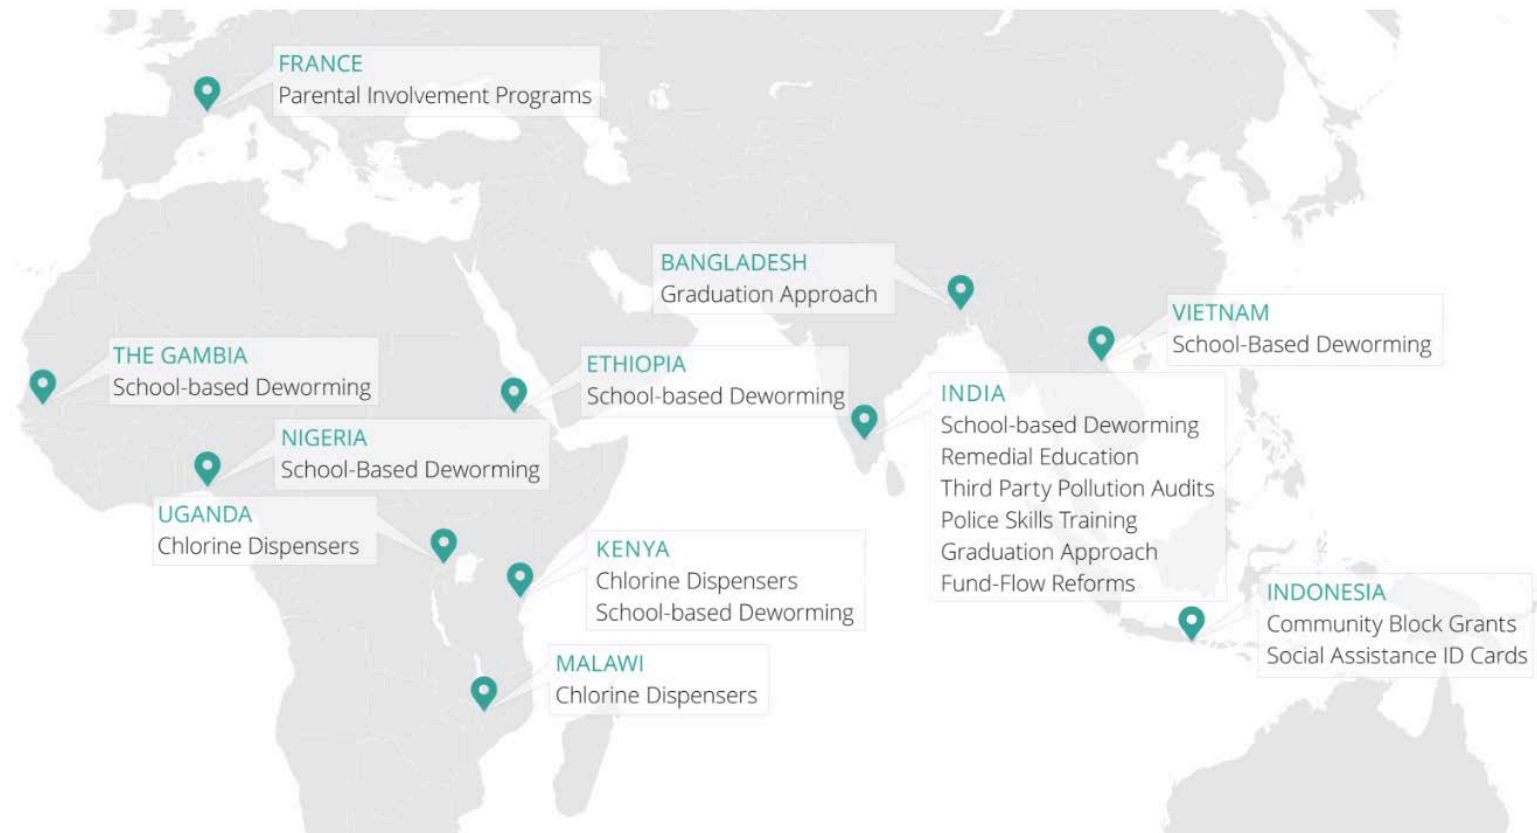 FRANCE
Parental Involvement Programs
BANGLADESH
Graduation Approach
VIETNAM
School-Based Deworming
THE GAMBIA
School-based Deworming
ETHIOPIA
School-based Deworming
INDIA
School-based Deworming
Remedial Education
Third Party Pollution Audits
Police Skills Training
Graduation Approach
Fund-Flow Reforms
NIGERIA
School-Based Deworming
UGANDA
Chlorine Dispensers
KENYA
Chlorine Dispensers
School-based Deworming
INDONESIA
Community Block Grants
Social Assistance ID Cards
MALAWI
Chlorine Dispensers